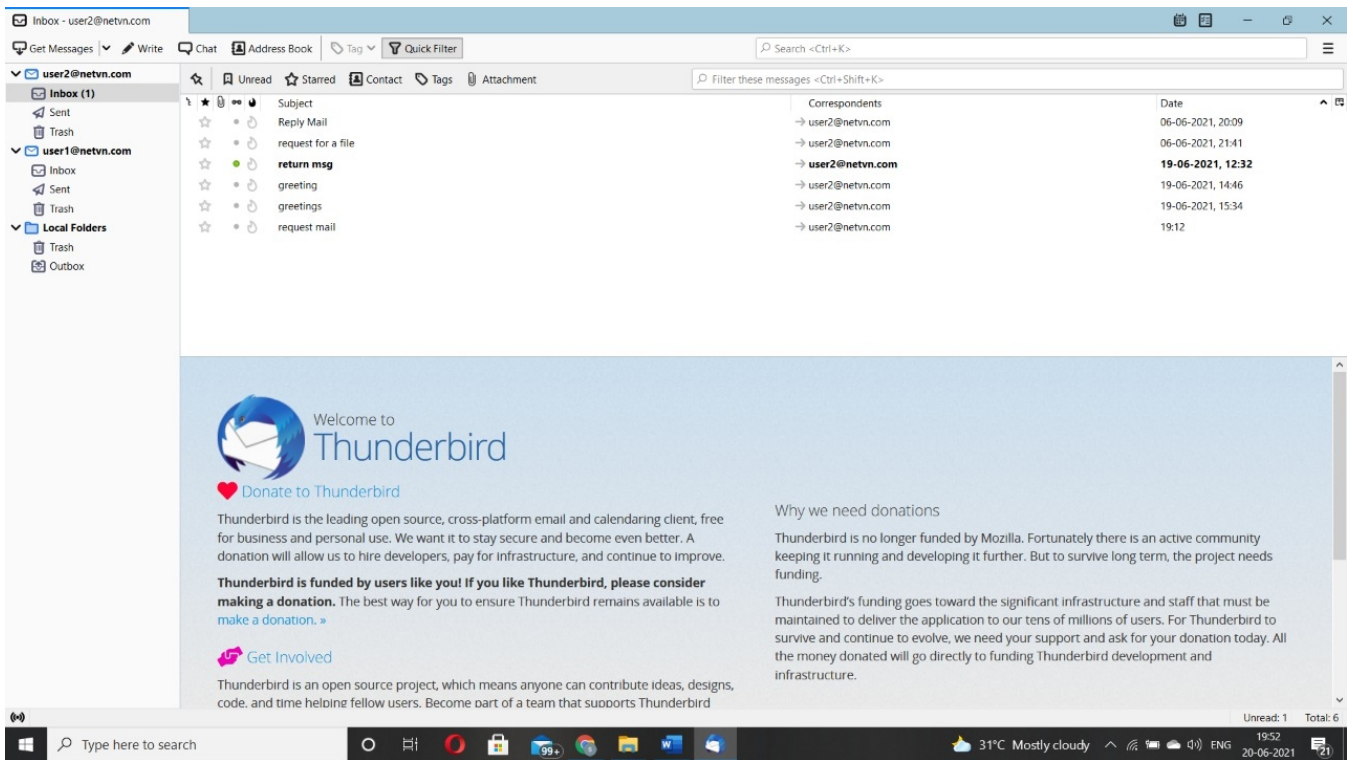 Inbox - user2@netvn.com
Get Messages Write Chat Address Book Tag Quick Filter Search <Ctrl+K>
user2@netvn.com
Inbox (1)
Sent
Trash
user1@netvn.com
Inbox
Sent
Trash
Local Folders
Trash
Outbox
Unread Starred Contact Tags Attachment Filter these messages <Ctrl+Shift+K>
Subject Correspondents Date
Reply Mail user2@netvn.com 06-06-2021, 20:09
request for a file user2@netvn.com 06-06-2021, 21:41
return msg user2@netvn.com 19-06-2021, 12:32
greeting user2@netvn.com 19-06-2021, 14:46
greetings user2@netvn.com 19-06-2021, 15:34
request mail user2@netvn.com 19:12
Welcome to
Thunderbird
Donate to Thunderbird
Thunderbird is the leading open source, cross-platform email and calendaring client, free
for business and personal use. We want it to stay secure and become even better. A
donation will allow us to hire developers, pay for infrastructure, and continue to improve.
Thunderbird is funded by users like you! If you like Thunderbird, please consider
making a donation. The best way for you to ensure Thunderbird remains available is to
make a donation. »
Get Involved
Thunderbird is an open source project, which means anyone can contribute ideas, designs,
code, and time helping fellow users. Become part of a team that supports Thunderbird
Why we need donations
Thunderbird is no longer funded by Mozilla. Fortunately there is an active community
keeping it running and developing it further. But to survive long term, the project needs
funding.
Thunderbird's funding goes toward the significant infrastructure and staff that must be
maintained to deliver the application to our tens of millions of users. For Thunderbird to
survive and continue to evolve, we need your support and ask for your donation today. All
the money donated will go directly to funding Thunderbird development and
infrastructure.
Unread: 1 Total: 6
Type here to search 99+ W 31°C Mostly cloudy ENG 19:52
20-06-2021 21